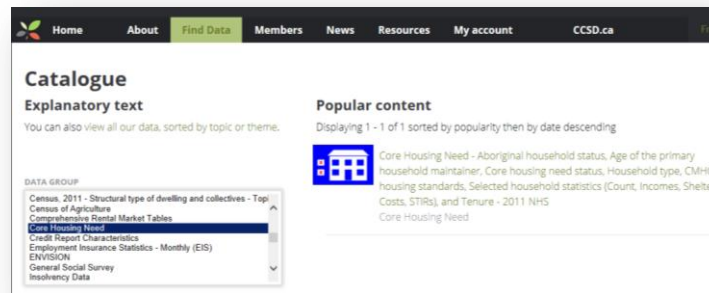 Home About Find Data Members News Resources My account CCSD.ca
Catalogue
Explanatory text
You can also view all our data, sorted by topic or theme.
DATA GROUP
Census, 2011 - Structural type of dwelling and collectives - Topi
Census of Agriculture
Comprehensive Rental Market Tables
Core Housing Need
Credit Report Characteristics
Employment Insurance Statistics - Monthly (EIS)
ENVISION
General Social Survey
Insolvency Data
Popular content
Displaying 1 - 1 of 1 sorted by popularity then by date descending
Core Housing Need - Aboriginal household status, Age of the primary
household maintainer, Core housing need status, Household type, CMH
housing standards, Selected household statistics (Count, Incomes, Shelte
Costs, STIRs), and Tenure - 2011 NHS
Core Housing Need